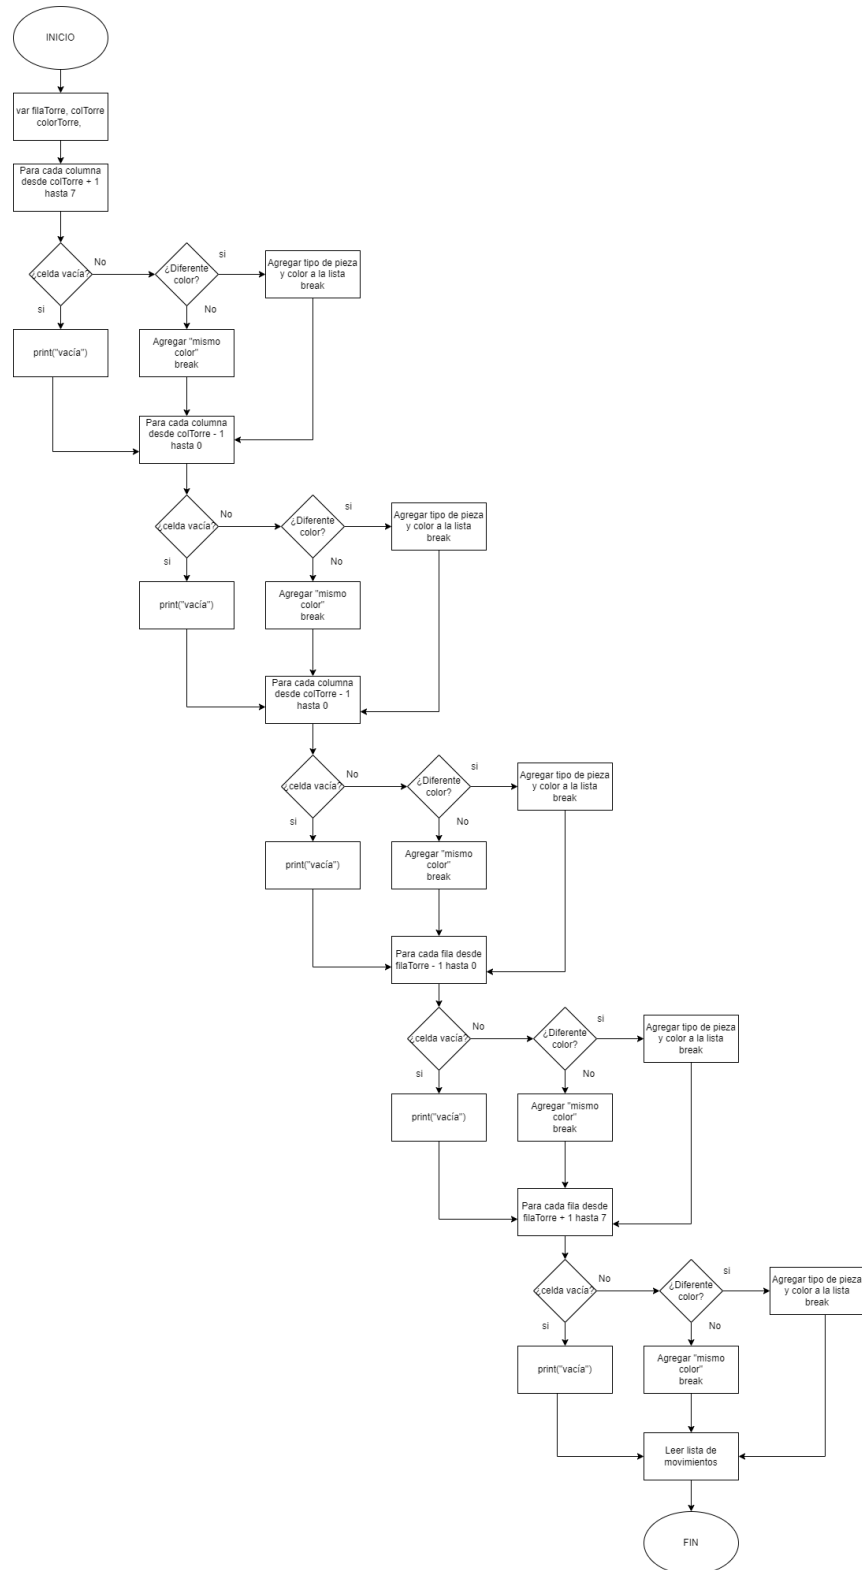 INICIO
var filaTorre, colTorre
colorTorre,
Para cada columna
desde colTorre + 1
hasta 7
¿celda vacía?
No
¿Diferente
color?
si
Agregar tipo de pieza
y color a la lista
break
si
No
print("vacía")
Agregar "mismo
color"
break
Para cada columna
desde colTorre - 1
hasta 0
¿celda vacía?
No
¿Diferente
color?
si
Agregar tipo de pieza
y color a la lista
break
si
No
print("vacía")
Agregar "mismo
color"
break
Para cada columna
desde colTorre - 1
hasta 0
¿celda vacía?
No
¿Diferente
color?
si
Agregar tipo de pieza
y color a la lista
break
si
No
print("vacía")
Agregar "mismo
color"
break
Para cada fila desde
filaTorre - 1 hasta 0
¿celda vacía?
No
¿Diferente
color?
si
Agregar tipo de pieza
y color a la lista
break
si
No
print("vacía")
Agregar "mismo
color"
break
Para cada fila desde
filaTorre + 1 hasta 7
¿celda vacía?
No
¿Diferente
color?
si
Agregar tipo de pieza
y color a la lista
break
si
No
print("vacía")
Agregar "mismo
color"
break
Leer lista de
movimientos
FIN